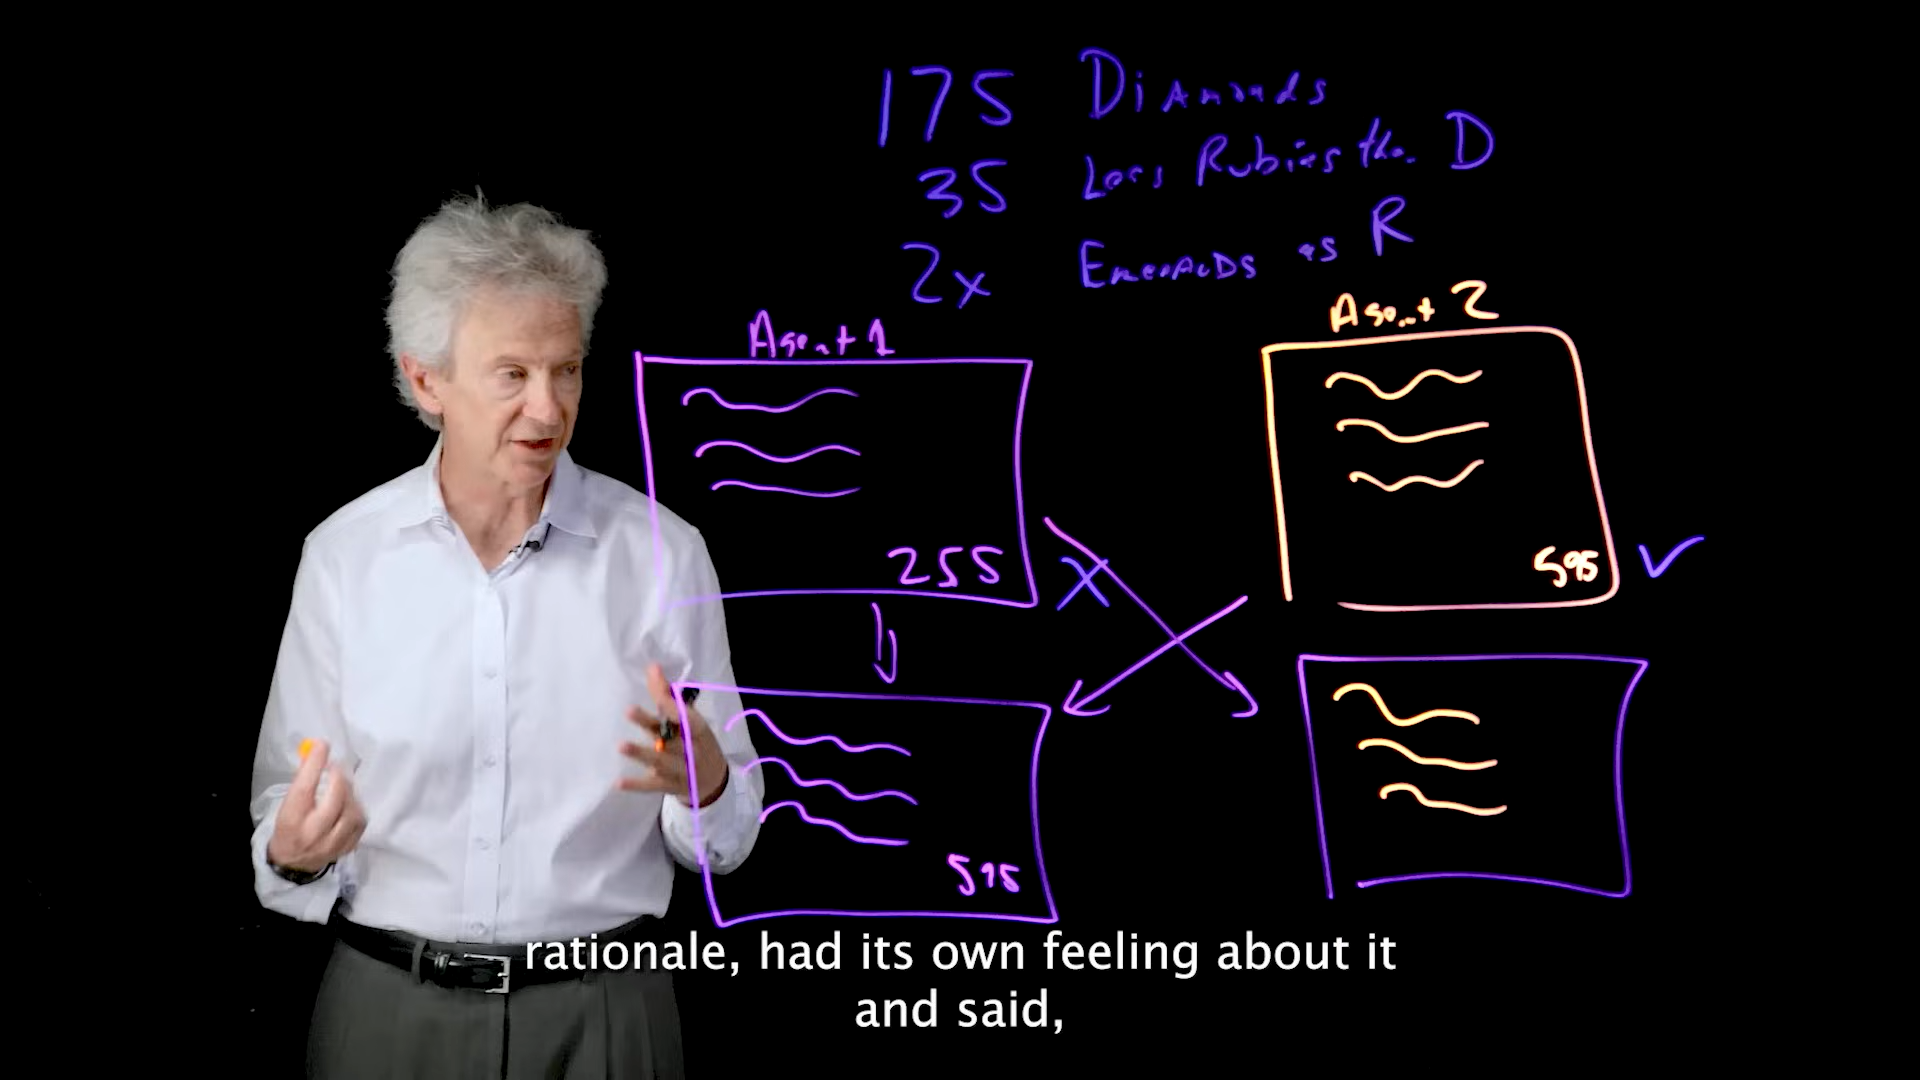 175 Diamonds
35 Less Rubies than D
2x Emeralds as R
Agent 1
Agent 2
255
X
595
595
rationale, had its own feeling about it
and said,